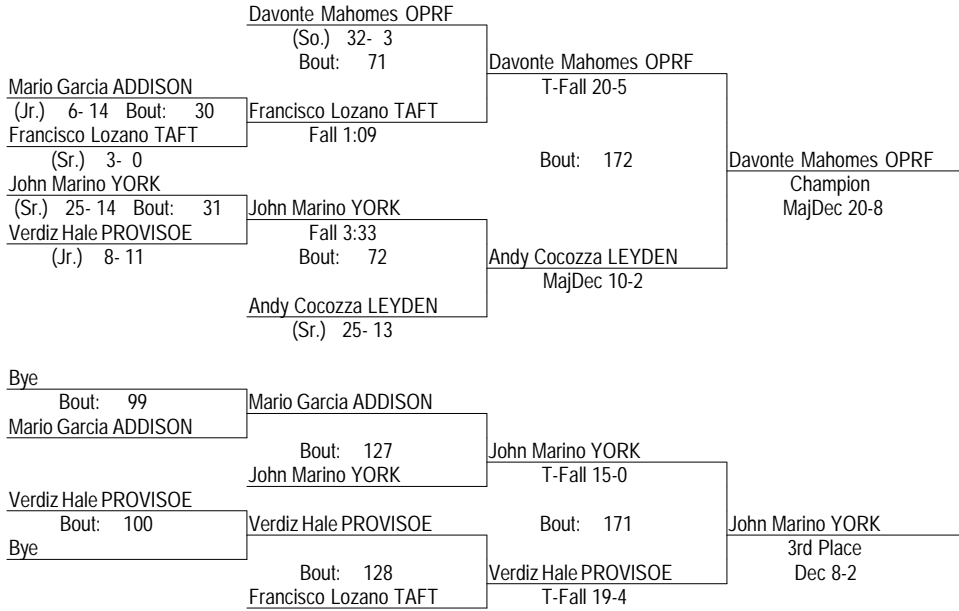 Davonte Mahomes OPRF
(So.) 32- 3
Bout: 71
Davonte Mahomes OPRF
T-Fall 20-5
Mario Garcia ADDISON
(Jr.) 6- 14 Bout: 30
Francisco Lozano TAFT
Francisco Lozano TAFT
Fall 1:09
(Sr.) 3- 0
Bout: 172
Davonte Mahomes OPRF
Champion
MajDec 20-8
John Marino YORK
(Sr.) 25- 14 Bout: 31
John Marino YORK
Verdiz Hale PROVISOE
Fall 3:33
(Jr.) 8- 11
Bout: 72
Andy Cocozza LEYDEN
MajDec 10-2
Andy Cocozza LEYDEN
(Sr.) 25- 13
Bye
Bout: 99
Mario Garcia ADDISON
Mario Garcia ADDISON
Bout: 127
John Marino YORK
John Marino YORK
T-Fall 15-0
Verdiz Hale PROVISOE
Bout: 100
Verdiz Hale PROVISOE
Bout: 171
John Marino YORK
Bye
3rd Place
Bout: 128
Verdiz Hale PROVISOE
Dec 8-2
Francisco Lozano TAFT
T-Fall 19-4